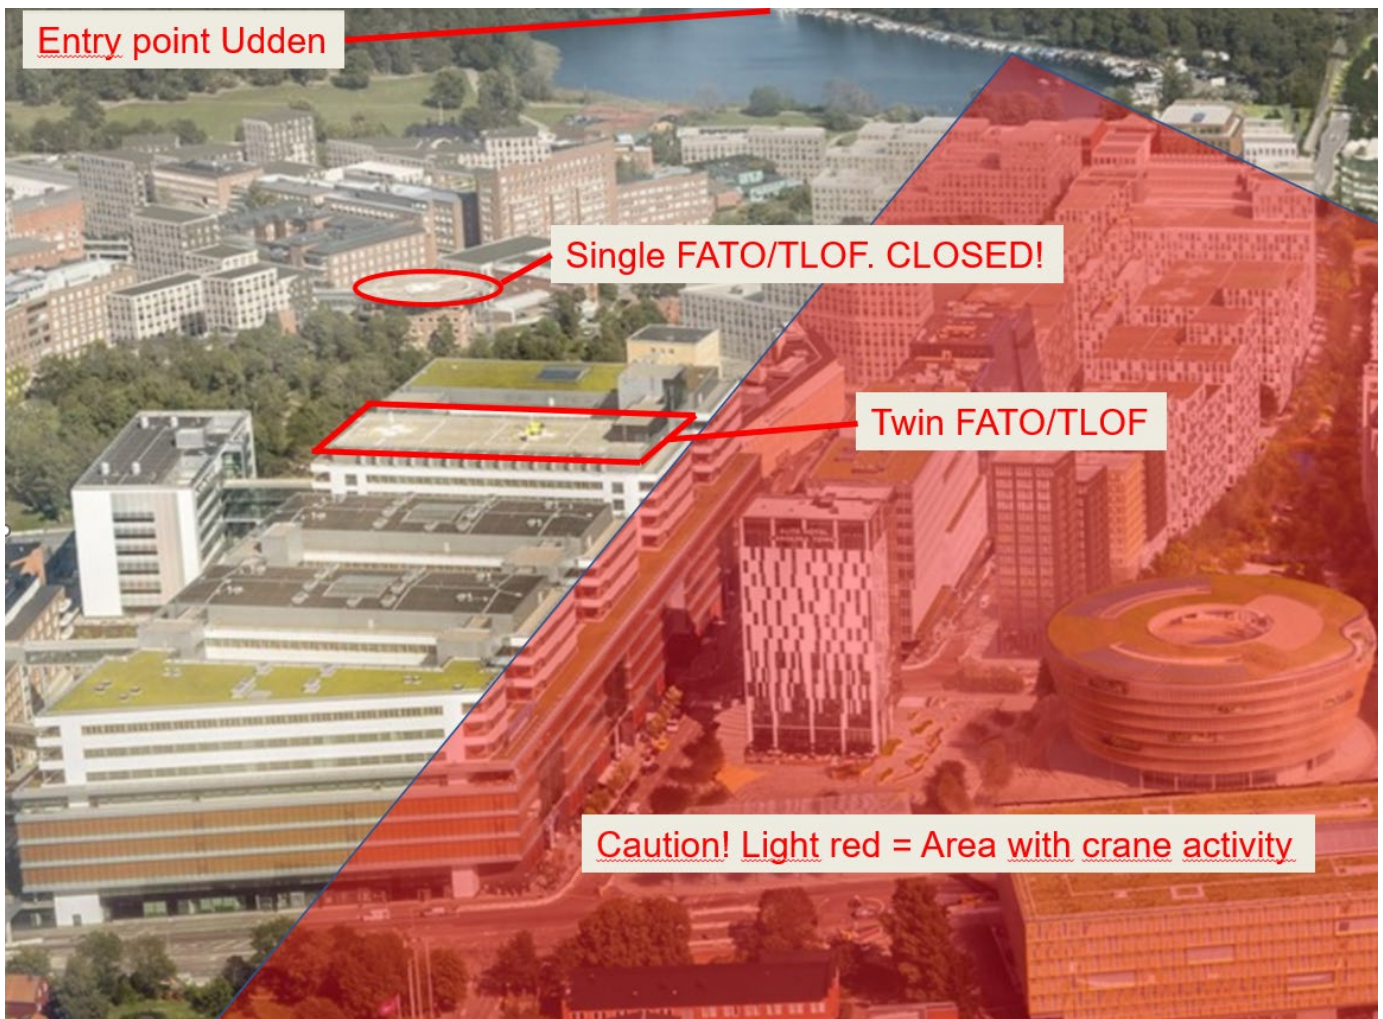 Entry point Udden
Single FATO/TLOF. CLOSED!
Twin FATO/TLOF
Caution! Light red = Area with crane activity